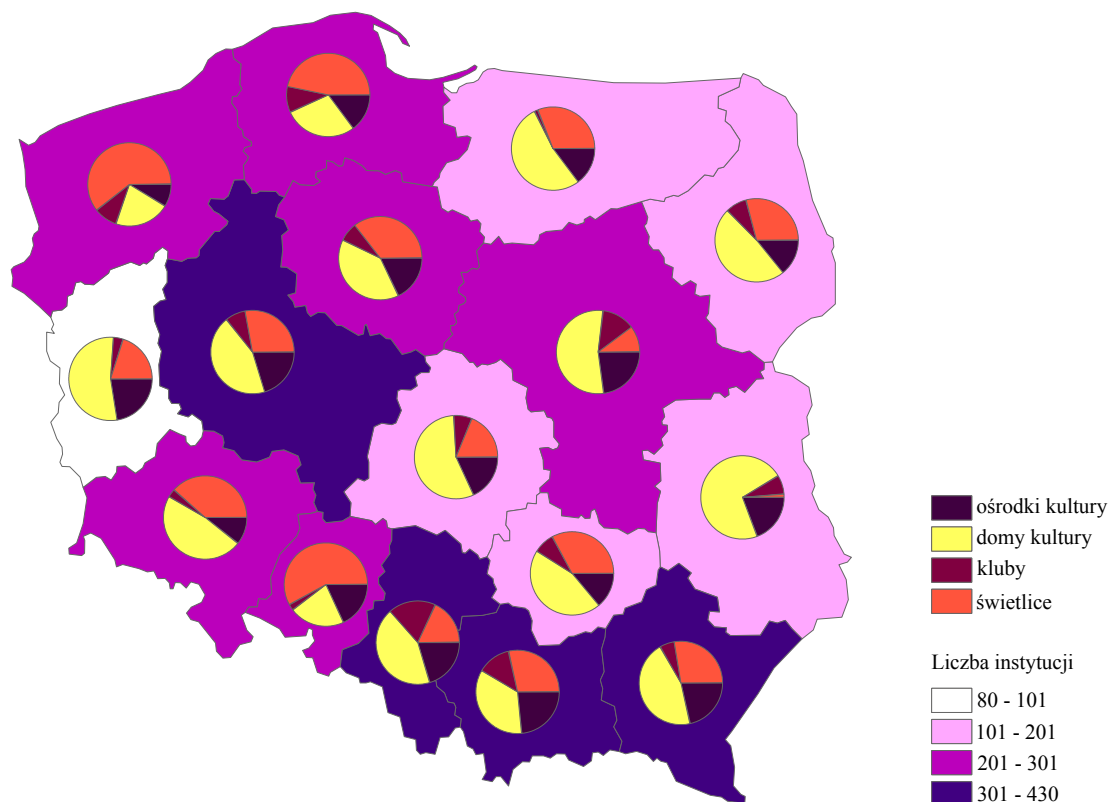 ośrodki kultury
domy kultury
kluby
świetlice
Liczba instytucji
80 - 101
101 - 201
201 - 301
301 - 430